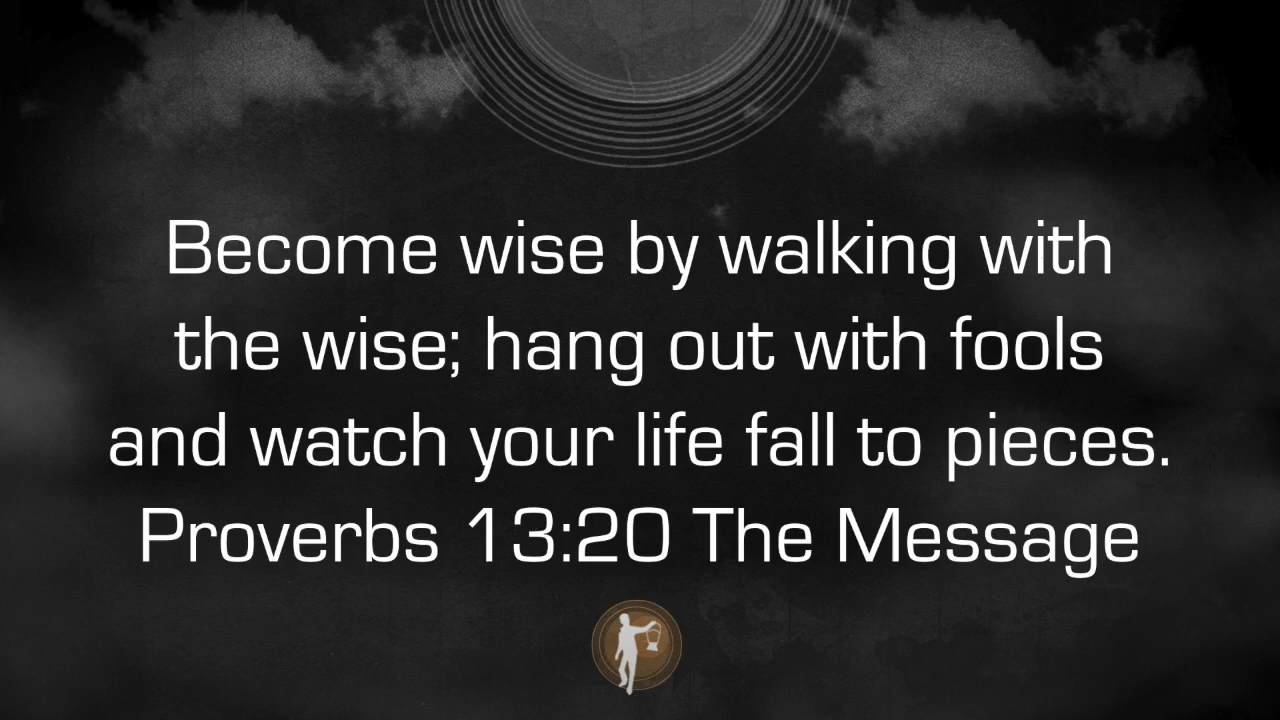 Become wise by walking with
the wise; hang out with fools
and watch your life fall to pieces.
Proverbs 13:20 The Message